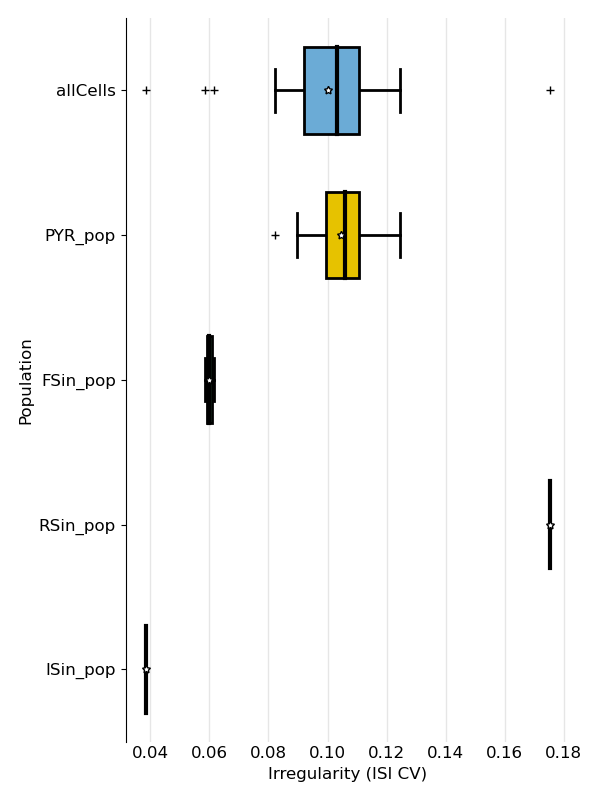 allCells
PYR_pop
FSin_pop
RSin_pop
ISin_pop
Population
0.04 0.06 0.08 0.10 0.12 0.14 0.16 0.18
Irregularity (ISI CV)